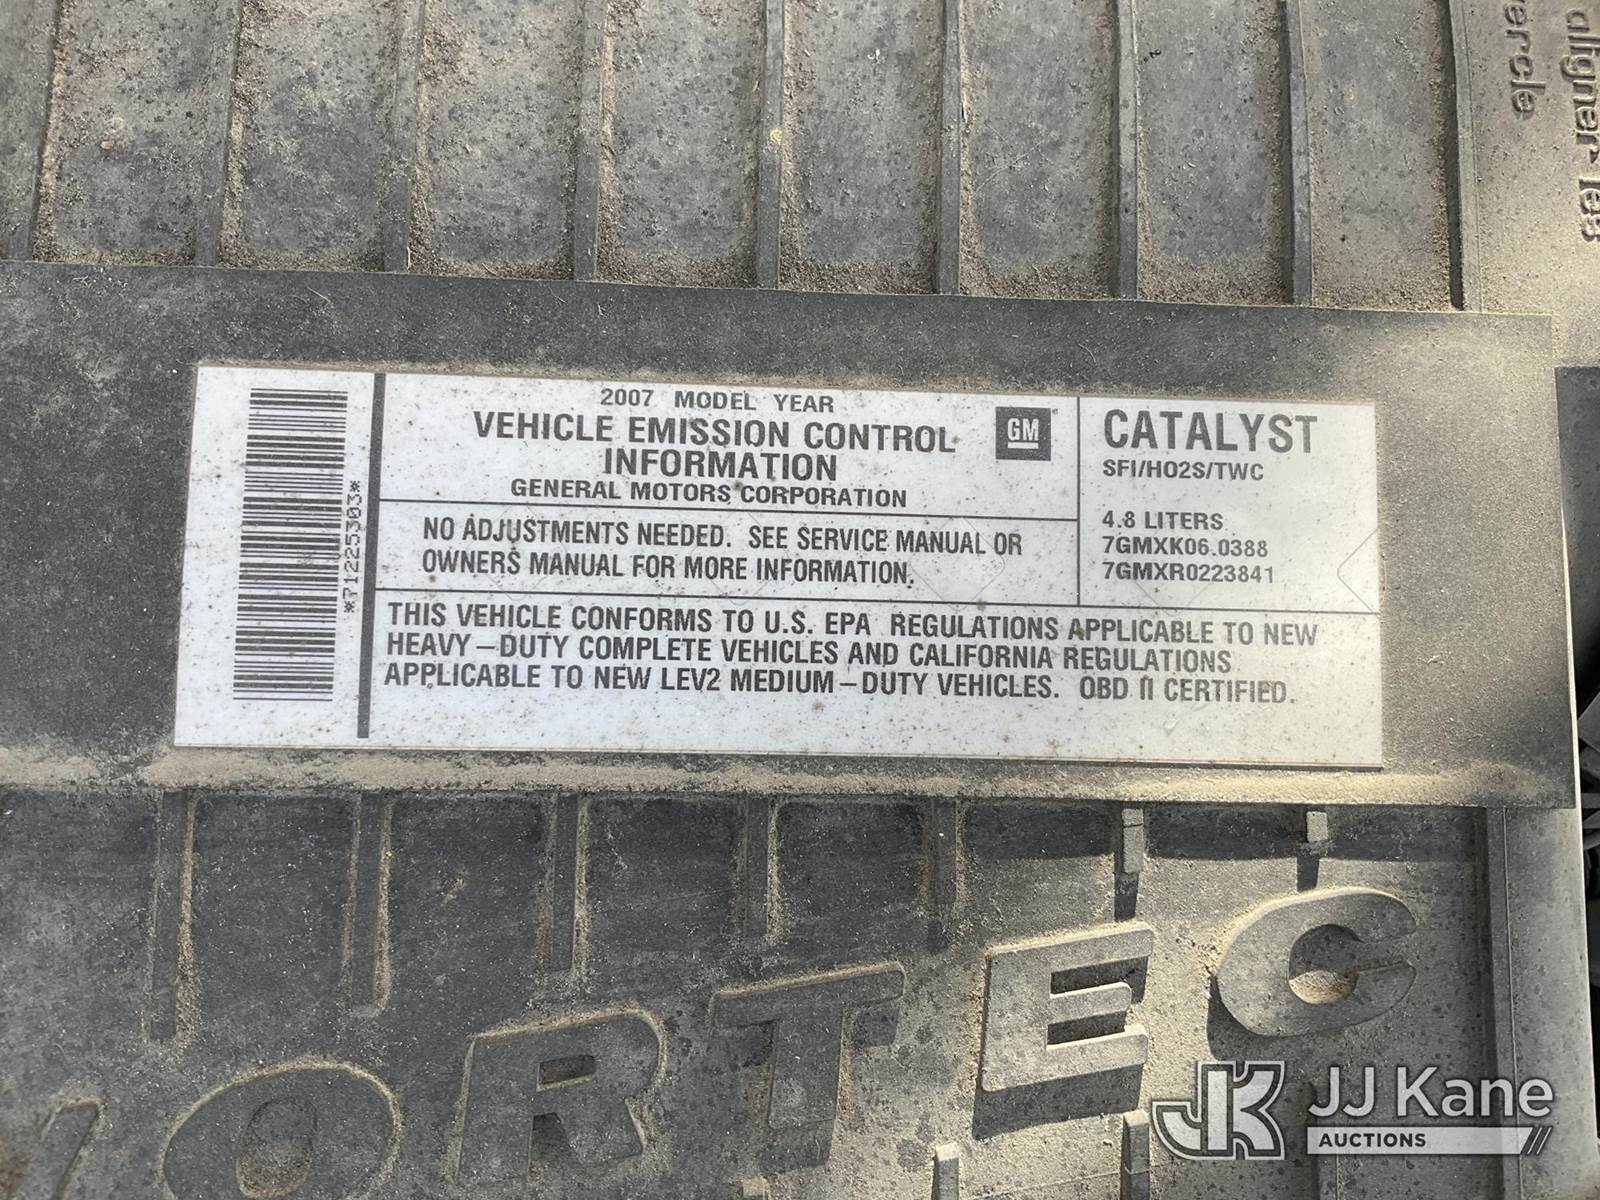 aligner les
2007 MODEL YEAR
VEHICLE EMISSION CONTROL
INFORMATION
GENERAL MOTORS CORPORATION
GM
NO ADJUSTMENTS NEEDED. SEE SERVICE MANUAL OR
OWNERS MANUAL FOR MORE INFORMATION.
CATALYST
SFI/HO2S/TWC
4.8 LITERS
7GMXK06.0388
7GMXR0223841
THIS VEHICLE CONFORMS TO U.S. EPA REGULATIONS APPLICABLE TO NEW
HEAVY-DUTY COMPLETE VEHICLES AND CALIFORNIA REGULATIONS
APPLICABLE TO NEW LEV2 MEDIUM-DUTY VEHICLES. OBD II CERTIFIED.
*71225303*
ORTEC
JK JJ Kane
AUCTIONS